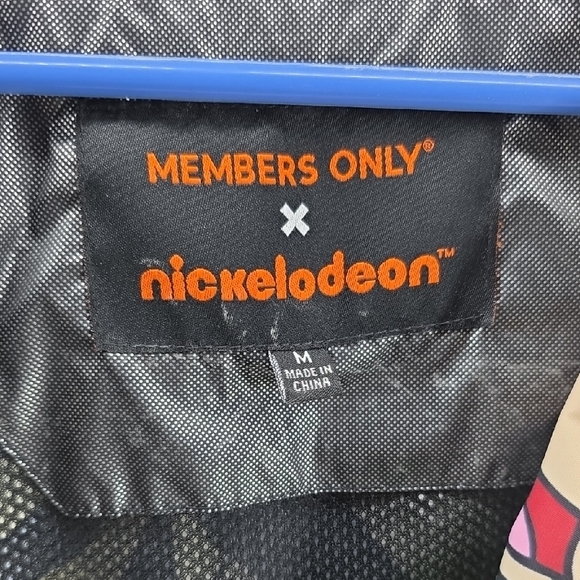 MEMBERS ONLY®
X
nickelodeon™
M
MADE IN
CHINA